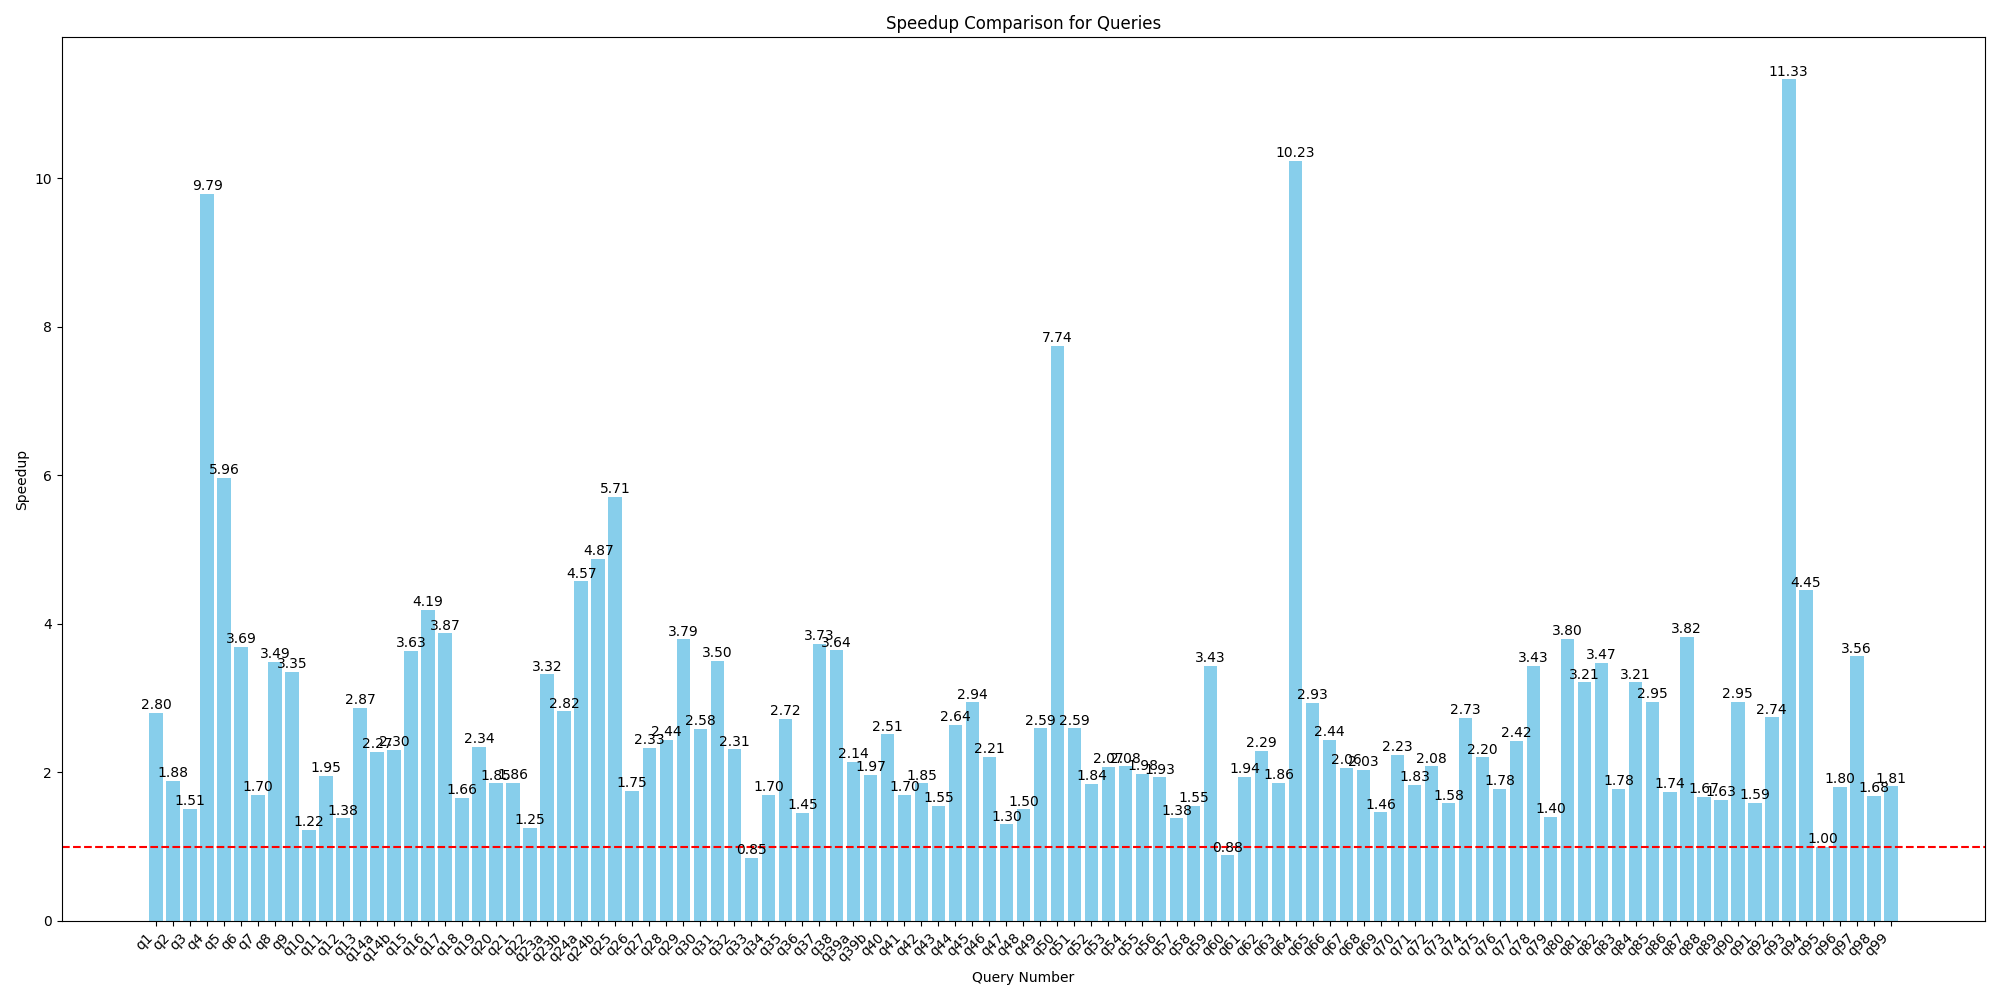 Speedup Comparison for Queries
11.33
10.23
10
9.79
8
7.74
Speedup
6
5.96
5.71
4.87
4.57
4.45
4
4.19
3.87
3.82
3.80
3.79
3.73
3.69
3.64
3.63
3.56
3.50
3.49
3.47
3.43
3.43
3.35
3.32
3.21
3.21
2.95
2.95
2.94
2.93
2.87
2.82
2.80
2.74
2.73
2.72
2.64
2.59
2.59
2.58
2.51
2.44
2.44
2.42
2.34
2.33
2.31
2.30
2.29
2.27
2.23
2.21
2.20
2.14
2.08
2.08
2.07
2.06
2.03
2
1.98
1.97
1.95
1.94
1.93
1.88
1.86
1.86
1.85
1.85
1.84
1.83
1.81
1.80
1.78
1.78
1.75
1.74
1.70
1.70
1.70
1.68
1.67
1.66
1.63
1.59
1.58
1.55
1.55
1.51
1.50
1.46
1.45
1.40
1.38
1.38
1.30
1.25
1.22
1.00
0.88
0.85
0
q1
q2
q3
q4
q5
q6
q7
q8
q9
q10
q11
q12
q13
q14a
q14b
q15
q16
q17
q18
q19
q20
q21
q22
q23a
q23b
q24a
q24b
q25
q26
q27
q28
q29
q30
q31
q32
q33
q34
q35
q36
q37
q38
q39a
q39b
q40
q41
q42
q43
q44
q45
q46
q47
q48
q49
q50
q51
q52
q53
q54
q55
q56
q57
q58
q59
q60
q61
q62
q63
q64
q65
q66
q67
q68
q69
q70
q71
q72
q73
q74
q75
q76
q77
q78
q79
q80
q81
q82
q83
q84
q85
q86
q87
q88
q89
q90
q91
q92
q93
q94
q95
q96
q97
q98
q99
Query Number